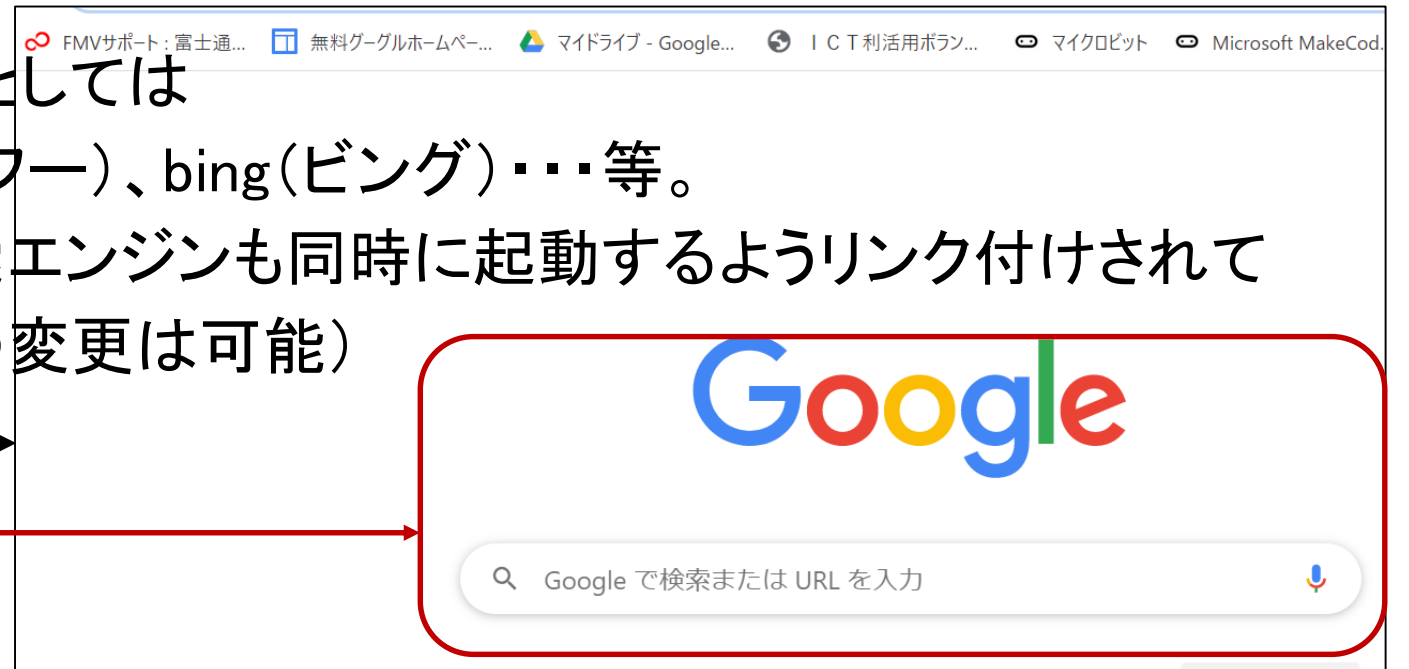 FMVサポート : 富士通... 無料グーグルホームペー... マイドライブ - Google... ＩＣＴ利活用ボラン... マイクロビット Microsoft MakeCod.
としては
フー）、bing（ビング）・・・等。
エンジンも同時に起動するようリンク付けされて
変更は可能）
Google
Google で検索または URL を入力